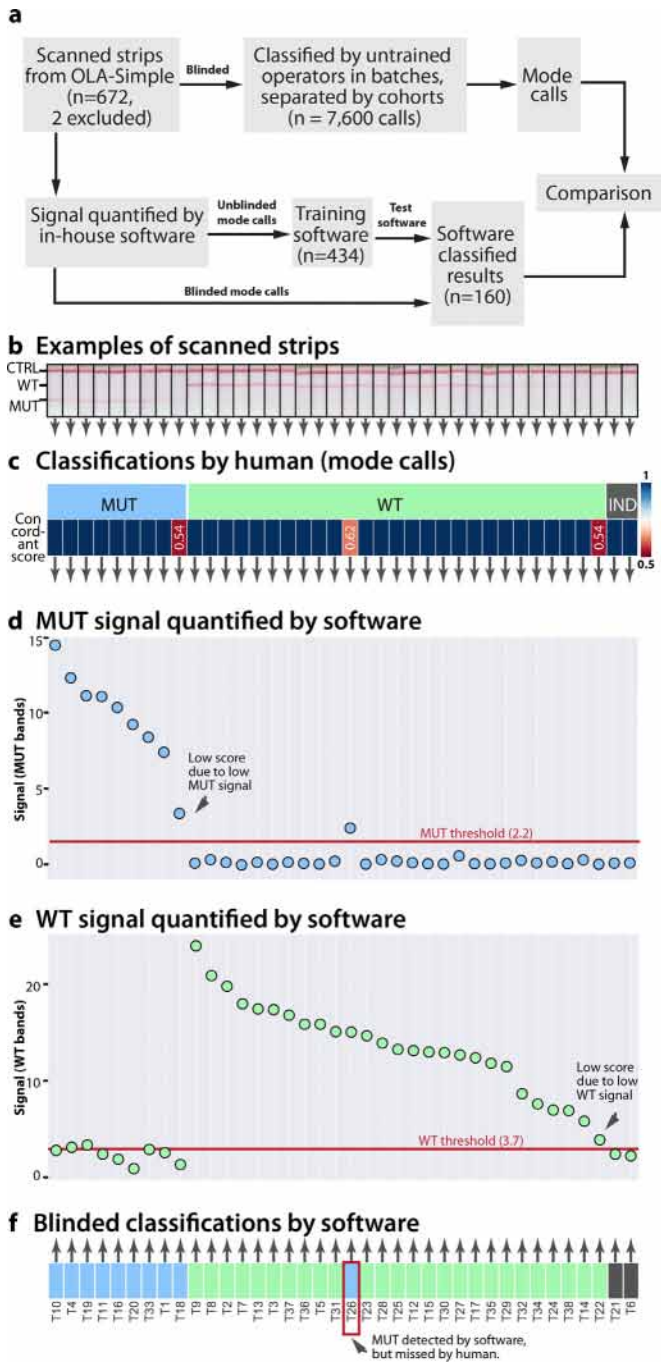 a
Scanned strips
from OLA-Simple
(n=672,
2 excluded)
Blinded
Classified by untrained
operators in batches,
separated by cohorts
(n = 7,600 calls)
Mode
calls
Comparison
Signal quantified by
in-house software
Unblinded
mode calls
Training
software
(n=434)
Test
software
Software
classified
results
(n=160)
Blinded mode calls
b Examples of scanned strips
CTRL
WT
MUT
c Classifications by human (mode calls)
MUT
WT
IND
Con
cord-
ant
score
0.54
0.62
0.54
1
0.5
d MUT signal quantified by software
Signal (MUT bands)
15
10
5
0
Low score
due to low
MUT signal
MUT threshold (2.2)
e WT signal quantified by software
Signal (WT bands)
20
10
0
Low score
due to low
WT signal
WT threshold (3.7)
f Blinded classifications by software
T10 T4 T19 T11 T16 T20 T33 T1 T18 T9 T8 T2 T7 T13 T3 T37 T36 T5 T31 T26 T23 T28 T25 T12 T15 T30 T27 T17 T35 T29 T32 T34 T24 T38 T14 T22 T21 T6
MUT detected by software,
but missed by human.